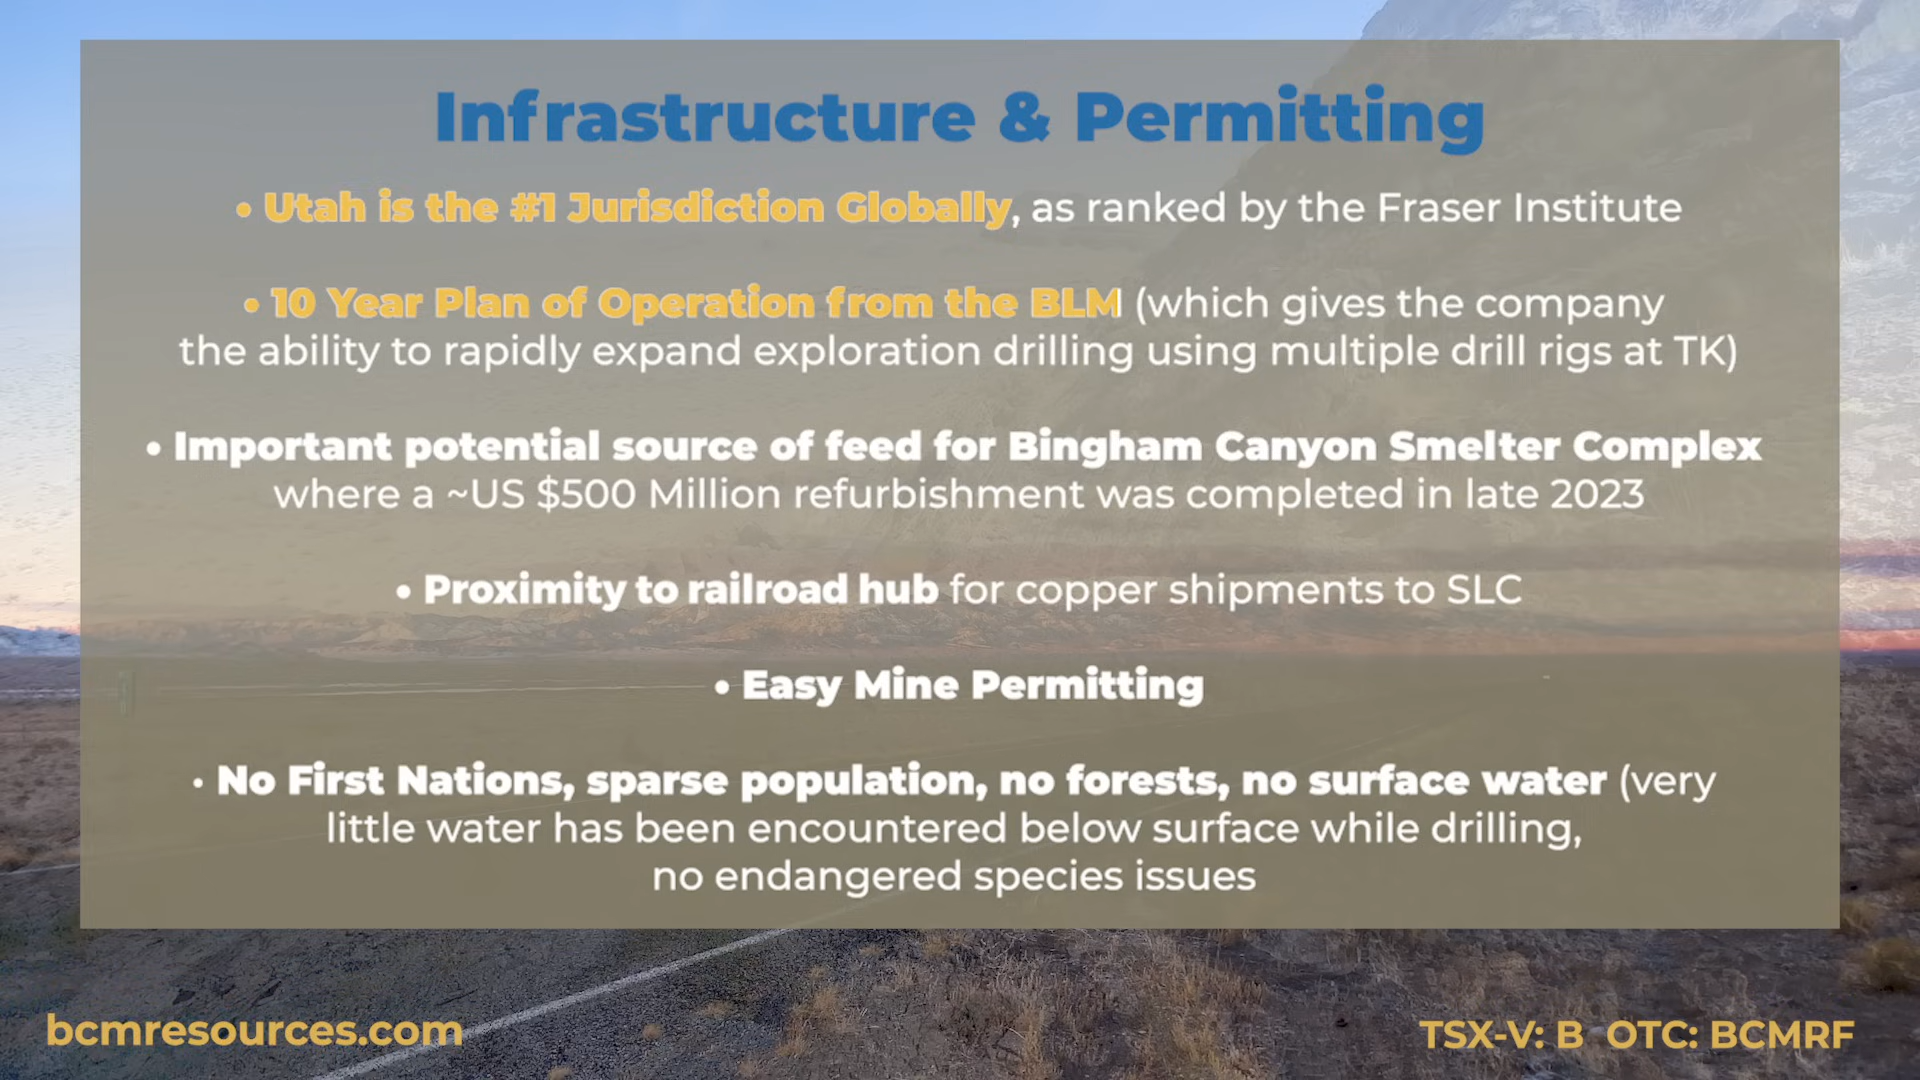 Infrastructure & Permitting
• Utah is the #1 Jurisdiction Globally, as ranked by the Fraser Institute
• 10 Year Plan of Operation from the BLM (which gives the company
the ability to rapidly expand exploration drilling using multiple drill rigs at TK)
• Important potential source of feed for Bingham Canyon Smelter Complex
where a ~US $500 Million refurbishment was completed in late 2023
• Proximity to railroad hub for copper shipments to SLC
• Easy Mine Permitting
• No First Nations, sparse population, no forests, no surface water (very
little water has been encountered below surface while drilling,
no endangered species issues
bcmresources.com
TSX-V: B OTC: BCMRF